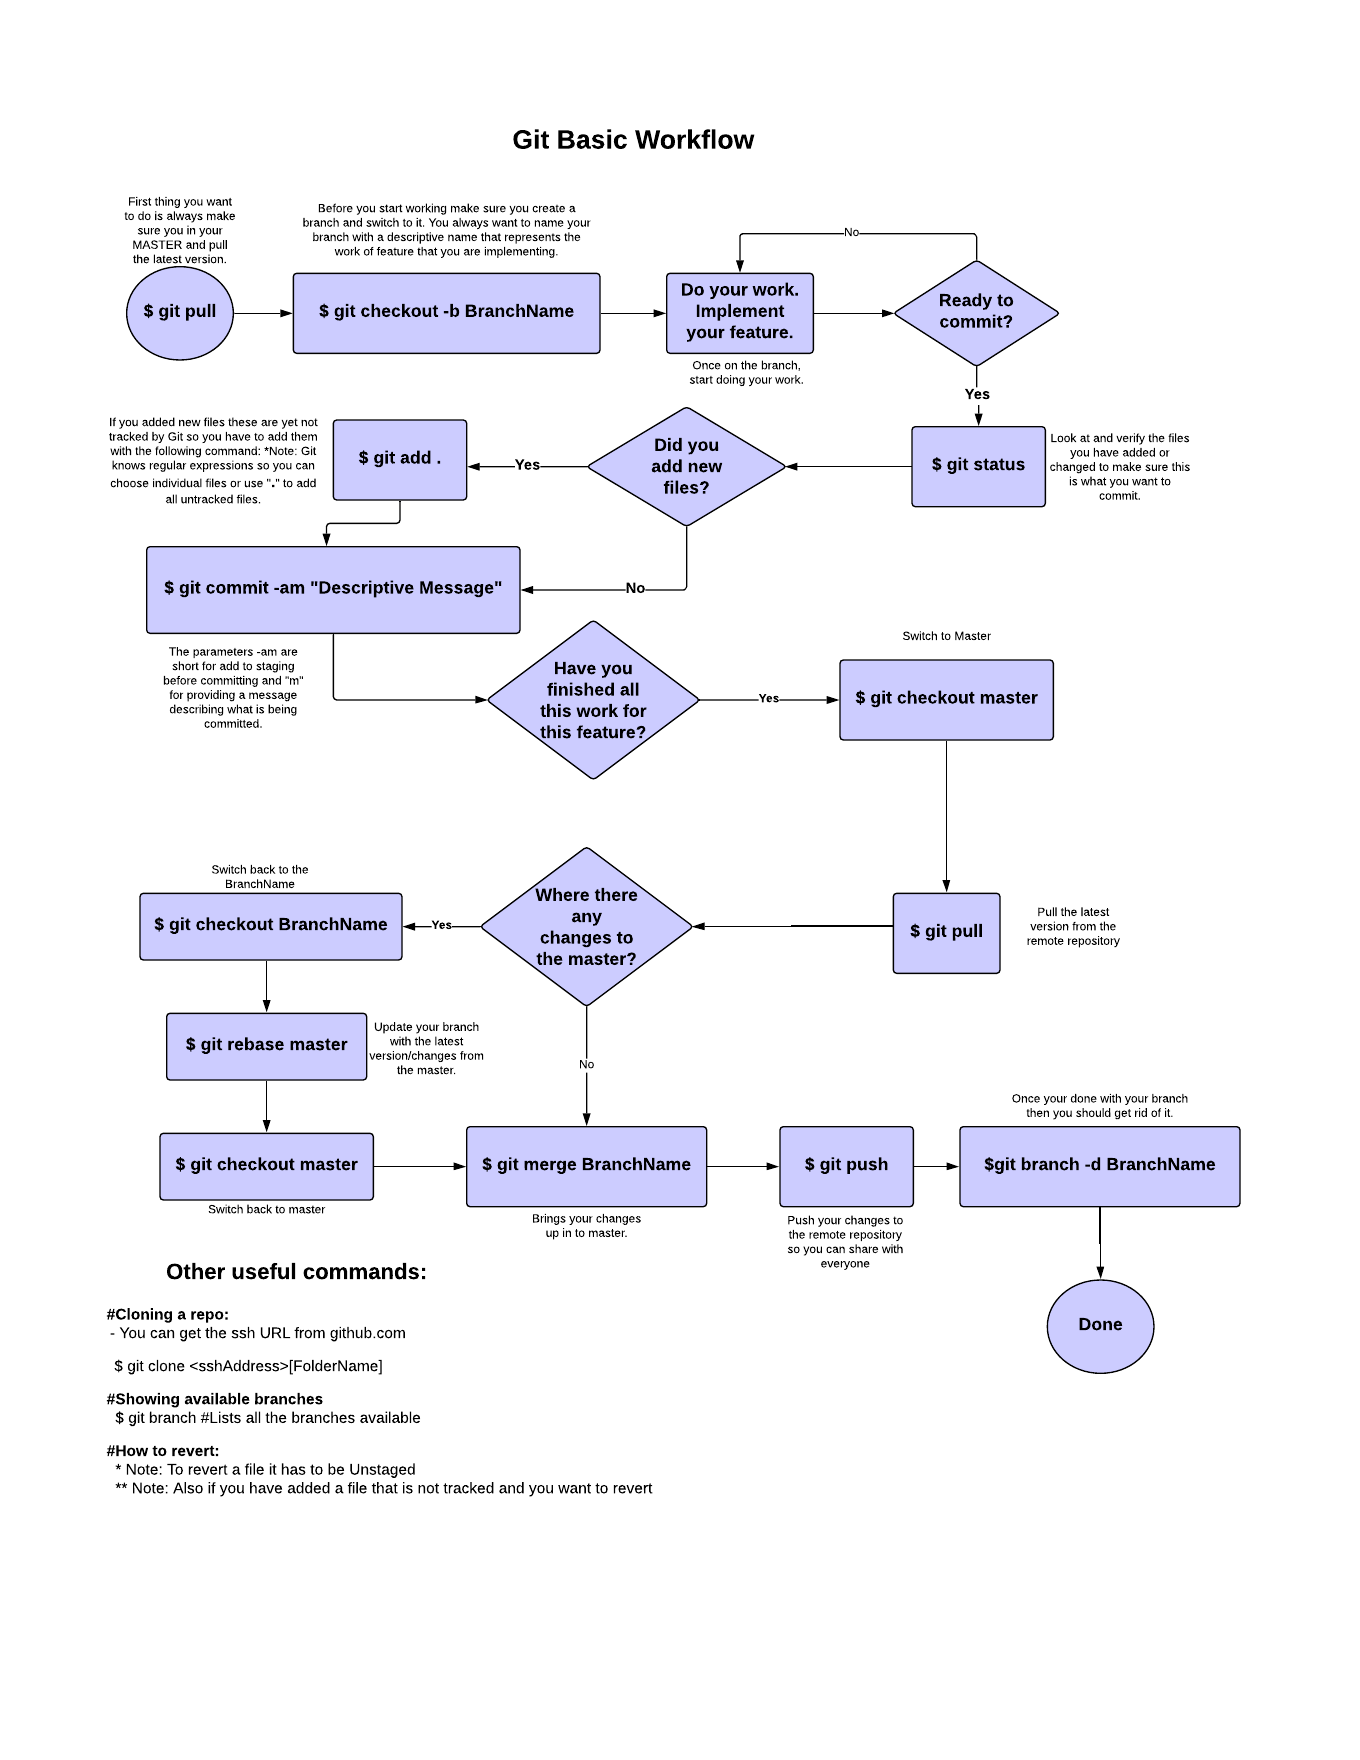 Git Basic Workflow
First thing you want
to do is always make
sure you in your
MASTER and pull
the latest version.
$ git pull
Before you start working make sure you create a
branch and switch to it. You always want to name your
branch with a descriptive name that represents the
work of feature that you are implementing.
$ git checkout -b BranchName
Do your work.
Implement
your feature.
Once on the branch,
start doing your work.
No
Ready to
commit?
Yes
$ git status
Look at and verify the files
you have added or
changed to make sure this
is what you want to
commit.
Did you
add new
files?
Yes
$ git add .
If you added new files these are yet not
tracked by Git so you have to add them
with the following command: *Note: Git
knows regular expressions so you can
choose individual files or use "." to add
all untracked files.
No
$ git commit -am "Descriptive Message"
The parameters -am are
short for add to staging
before committing and "m"
for providing a message
describing what is being
committed.
Have you
finished all
this work for
this feature?
Yes
Switch to Master
$ git checkout master
$ git pull
Pull the latest
version from the
remote repository
Where there
any
changes to
the master?
Yes
Switch back to the
BranchName
$ git checkout BranchName
$ git rebase master
Update your branch
with the latest
version/changes from
the master.
$ git checkout master
Switch back to master
No
$ git merge BranchName
Brings your changes
up in to master.
$ git push
Push your changes to
the remote repository
so you can share with
everyone
Once your done with your branch
then you should get rid of it.
$git branch -d BranchName
Done
Other useful commands:
#Cloning a repo:
- You can get the ssh URL from github.com
$ git clone <sshAddress>[FolderName]
#Showing available branches
$ git branch #Lists all the branches available
#How to revert:
* Note: To revert a file it has to be Unstaged
** Note: Also if you have added a file that is not tracked and you want to revert